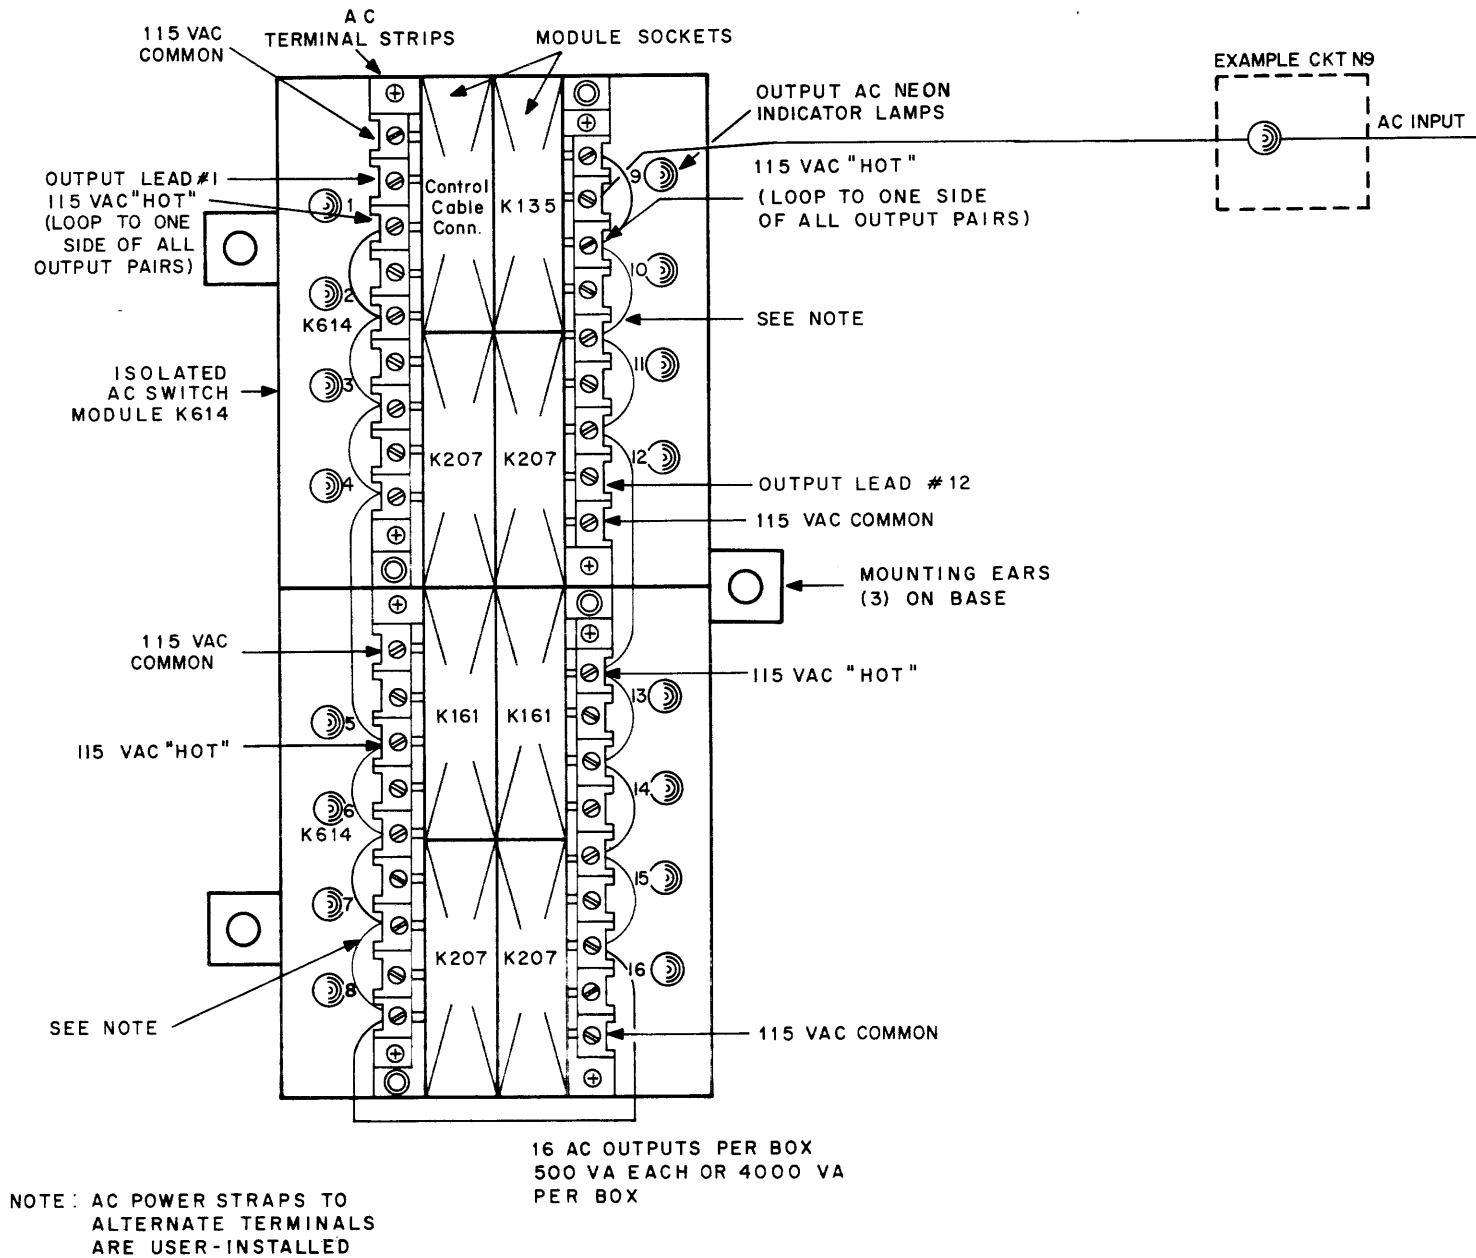 AC
TERMINAL STRIPS
115 VAC
COMMON
MODULE SOCKETS
EXAMPLE CKT N9
AC INPUT
OUTPUT AC NEON
INDICATOR LAMPS
115 VAC "HOT"
(LOOP TO ONE SIDE
OF ALL OUTPUT PAIRS)
OUTPUT LEAD #1
115 VAC "HOT"
(LOOP TO ONE
SIDE OF ALL
OUTPUT PAIRS)
1
Control
Cable
Conn.
K135
9
10
2
K614
SEE NOTE
11
ISOLATED
AC SWITCH
MODULE K614
3
12
K207
K207
4
OUTPUT LEAD #12
115 VAC COMMON
MOUNTING EARS
(3) ON BASE
115 VAC
COMMON
115 VAC "HOT"
13
K161
K161
5
115 VAC "HOT"
14
6
K614
15
7
K207
K207
16
8
SEE NOTE
115 VAC COMMON
16 AC OUTPUTS PER BOX
500 VA EACH OR 4000 VA
PER BOX
NOTE: AC POWER STRAPS TO
ALTERNATE TERMINALS
ARE USER-INSTALLED